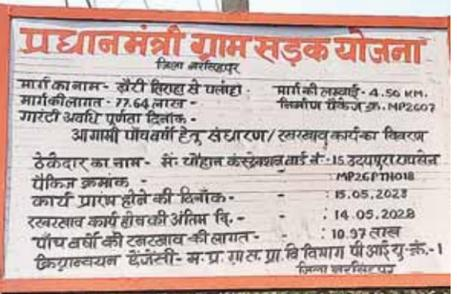 प्रधानमंत्री ग्राम सड़क योजना
जिला नरसिंहपुर
मार्ग का नाम - खैरी तिराहा से पलोहा मार्ग की लम्बाई - 4.50 KM.
मार्ग की लागत - 77.64 लाख - निर्माण पैकेज क्र. MP2607
गारंटी अवधि पूर्णता दिनांक -
आगामी पाँच वर्षो हेतु संधारण/रखरखाव कार्य का विवरण
ठेकेदार का नाम - मे. चौहान कंस्ट्रक्शन वार्ड नं - 15 उदयपुरा रायसेन
पैकेज क्रमांक - : MP26PTN018
कार्य प्रारंभ होने की दिनाँक - - : 15.05.2023
रखरखाव कार्य होने की अंतिम दि. - - : 14.05.2028
पाँच वर्षो की रखरखाव की लागत - - : 10.97 लाख
क्रियान्वयन ऐजेंसी - म.प्र.ग्रा.स.प्रा. वि विभाग पी आई यु. क्रं. - 1
जिला नरसिंहपुर